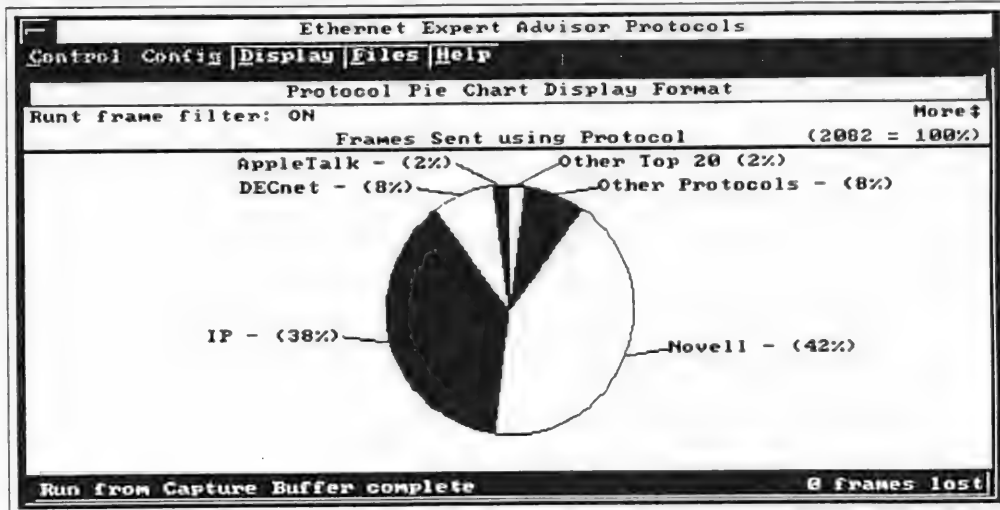 Ethernet Expert Advisor Protocols
Control Config Display Files Help
Protocol Pie Chart Display Format
Runt frame filter: ON More↕
Frames Sent using Protocol (2082 = 100%)
AppleTalk - (2%) Other Top 20 (2%)
DECnet - (8%) Other Protocols - (8%)
IP - (38%)
Novell - (42%)
Run from Capture Buffer complete 0 frames lost